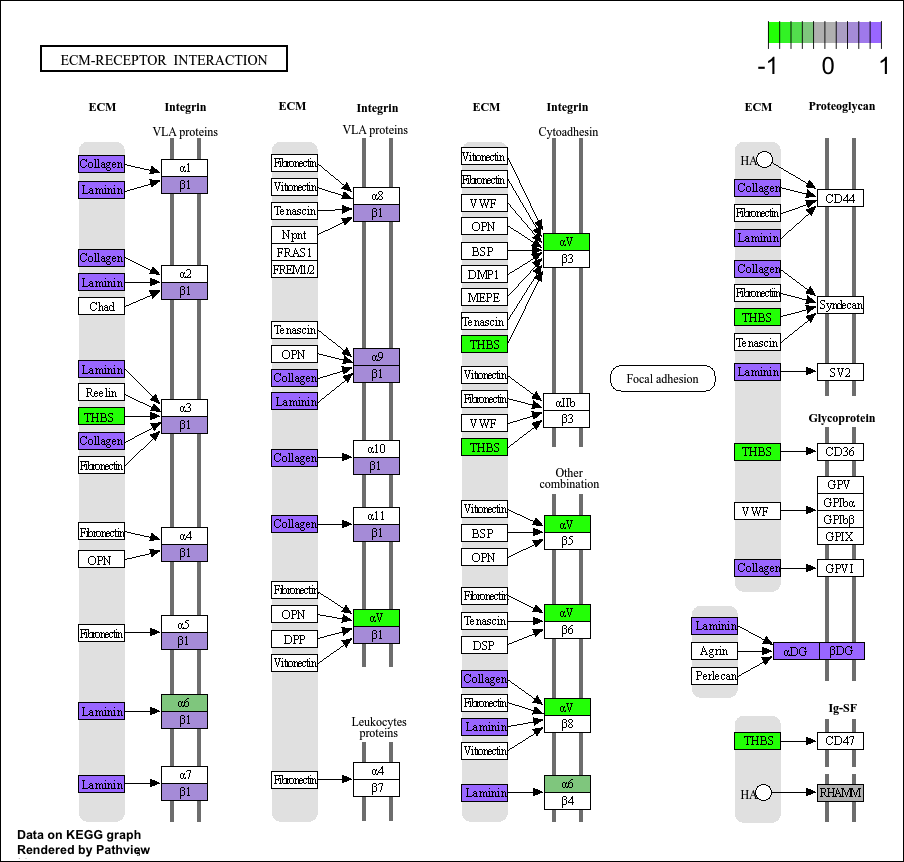 -1 0 1
ECM-RECEPTOR INTERACTION
ECM Integrin
VLA proteins
Collagen
Laminin
α1
β1
Collagen
Laminin
Chad
α2
β1
Laminin
Reelin
THBS
Collagen
Fibronectin
α3
β1
Fibronectin
OPN
α4
β1
Fibronectin
α5
β1
Laminin
α6
β1
Laminin
α7
β1
ECM Integrin
VLA proteins
Fibronectin
Vitronectin
Tenascin
Npnt
FRAS1
FREM1/2
α8
β1
Tenascin
OPN
Collagen
Laminin
α9
β1
Collagen
α10
β1
Collagen
α11
β1
Fibronectin
OPN
DPP
Vitronectin
αV
β1
Leukocytes
proteins
Fibronectin
α4
β7
ECM Integrin
Cytoadhesin
Vitronectin
Fibronectin
VWF
OPN
BSP
DMP1
MEPE
Tenascin
THBS
αV
β3
Vitronectin
Fibronectin
VWF
THBS
αIIb
β3
Other
combination
Vitronectin
BSP
OPN
αV
β5
Fibronectin
Tenascin
DSP
αV
β6
Collagen
Fibronectin
Laminin
Vitronectin
αV
β8
Laminin
α6
β4
Focal adhesion
ECM Proteoglycan
HA
Collagen
Fibronectin
Laminin
CD44
Collagen
Fibronectin
THBS
Tenascin
Syndecan
Laminin
SV2
Glycoprotein
THBS
CD36
VWF
GPV
GPIbα
GPIbβ
GPIX
Collagen
GPVI
Laminin
Agrin
Perlecan
αDG βDG
Ig-SF
THBS
CD47
HA
RHAMM
Data on KEGG graph
Rendered by Pathview